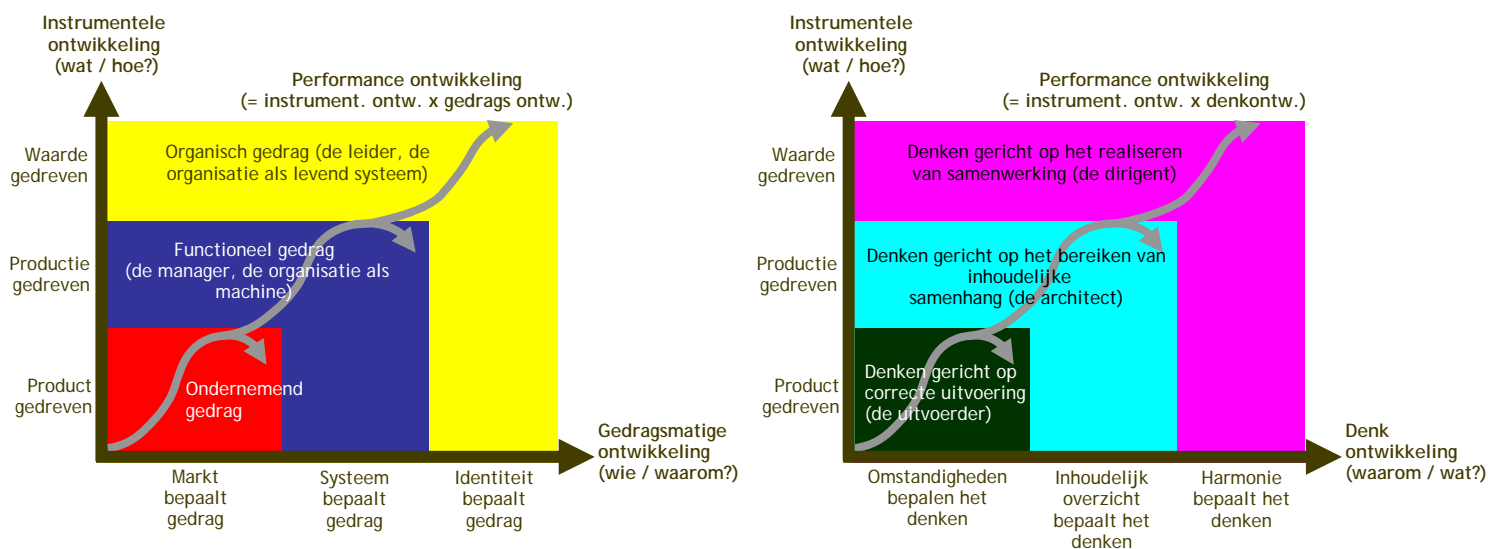 Instrumentele
ontwikkeling
(wat / hoe?)
Performance ontwikkeling
(= instrument. ontw. x gedrags ontw.)
Waarde
gedreven
Organisch gedrag (de leider, de
organisatie als levend systeem)
Productie
gedreven
Functioneel gedrag
(de manager, de organisatie als
machine)
Product
gedreven
Ondernemend
gedrag
Gedragsmatige
ontwikkeling
(wie / waarom?)
Markt
bepaalt
gedrag
Systeem
bepaalt
gedrag
Identiteit
bepaalt
gedrag
Instrumentele
ontwikkeling
(wat / hoe?)
Performance ontwikkeling
(= instrument. ontw. x denkontw.)
Waarde
gedreven
Denken gericht op het realiseren
van samenwerking (de dirigent)
Productie
gedreven
Denken gericht op het bereiken van
inhoudelijke
samenhang (de architect)
Product
gedreven
Denken gericht op
correcte uitvoering
(de uitvoerder)
Denk
ontwikkeling
(waarom / wat?)
Omstandigheden
bepalen het
denken
Inhoudelijk
overzicht
bepaalt het
denken
Harmonie
bepaalt het
denken